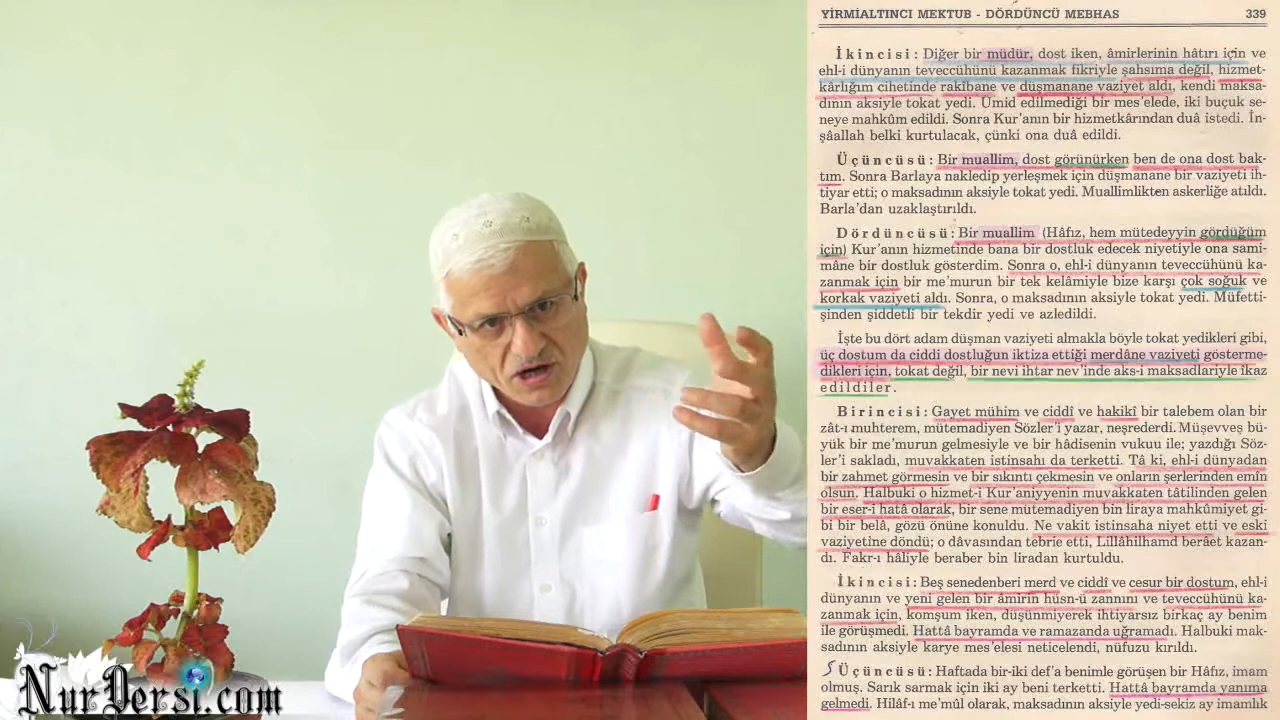 YİRMİALTINCI MEKTUB - DÖRDÜNCÜ MEBHAS 339
İkincisi: Diğer bir müdür, dost iken, âmirlerinin hâtırı için ve
ehl-i dünyanın teveccühünü kazanmak fikriyle şahsıma değil, hizmet-
kârlığım cihetinde rakîbane ve düşmanane vaziyet aldı, kendi maksa-
dının aksiyle tokat yedi. Ümid edilmediği bir mes'elede, iki buçuk se-
neye mahkûm edildi. Sonra Kur'anın bir hizmetkârından duâ istedi. İn-
şâallah belki kurtulacak, çünki ona duâ edildi.
Üçüncüsü: Bir muallim, dost görünürken ben de ona dost bak-
tım. Sonra Barlaya nakledip yerleşmek için düşmanane bir vaziyeti ih-
tiyar etti; o maksadının aksiyle tokat yedi. Muallimlikten askerliğe atıldı.
Barla'dan uzaklaştırıldı.
Dördüncüsü: Bir muallim (Hâfız, hem mütedeyyin gördüğüm
için) Kur'anın hizmetinde bana bir dostluk edecek niyetiyle ona sami-
mâne bir dostluk gösterdim. Sonra o, ehl-i dünyanın teveccühünü ka-
zanmak için bir me'murun bir tek kelâmiyle bize karşı çok soğuk ve
korkak vaziyeti aldı. Sonra, o maksadının aksiyle tokat yedi. Müfetti-
şinden şiddetli bir tekdir yedi ve azledildi.
İşte bu dört adam düşman vaziyeti almakla böyle tokat yedikleri gibi,
üç dostum da ciddi dostluğun iktiza ettiği merdâne vaziyeti gösterme-
dikleri için, tokat değil, bir nevi ihtar nev'inde aks-i maksadlariyle ikaz
edildiler.
Birincisi: Gayet mühim ve ciddî ve hakikî bir talebem olan bir
zât-ı muhterem, mütemadiyen Sözler'i yazar, neşrederdi. Müşevveş bü-
yük bir me'murun gelmesiyle ve bir hâdisenin vukuu ile; yazdığı Söz-
ler'i sakladı, muvakkaten istinsahı da terketti. Tâ ki, ehl-i dünyadan
bir zahmet görmesin ve bir sıkıntı çekmesin ve onların şerlerinden emîn
olsun. Halbuki o hizmet-i Kur'aniyyenin muvakkaten tâtilinden gelen
bir eser-i hatâ olarak, bir sene mütemadiyen bin liraya mahkûmiyet gi-
bi bir belâ, gözü önüne konuldu. Ne vakit istinsaha niyet etti ve eski
vaziyetine döndü; o dâvasından tebrie etti, Lillâhilhamd berâet kazan-
dı. Fakr-ı hâliyle beraber bin liradan kurtuldu.
İkincisi: Beş senedenberi merd ve ciddî ve cesur bir dostum, ehl-i
dünyanın ve yeni gelen bir âmirin hüsn-ü zannını ve teveccühünü ka-
zanmak için, komşum iken, düşünmiyerek ihtiyarsız birkaç ay benim
ile görüşmedi. Hattâ bayramda ve ramazanda uğramadı. Halbuki mak-
sadının aksiyle karye mes'elesi neticelendi, nüfuzu kırıldı.
Üçüncüsü: Haftada bir-iki def'a benimle görüşen bir Hâfız, imam
olmuş. Sarık sarmak için iki ay beni terketti. Hattâ bayramda yanıma
gelmedi. Hilâf-ı me'mûl olarak, maksadının aksiyle yedi-sekiz ay imamlık
NurDersi.com